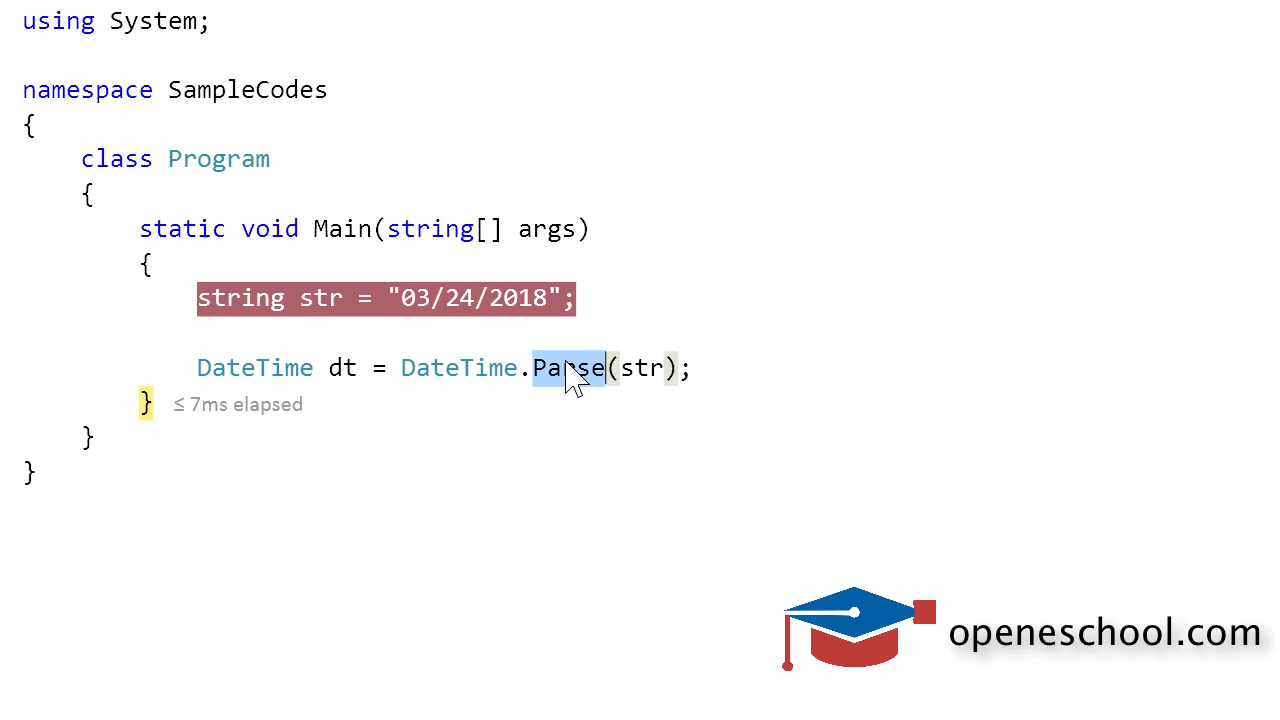 using System;
namespace SampleCodes
{
class Program
{
static void Main(string[] args)
{
string str = "03/24/2018";
DateTime dt = DateTime.Parse(str);
} ≤ 7ms elapsed
}
}
openeschool.com